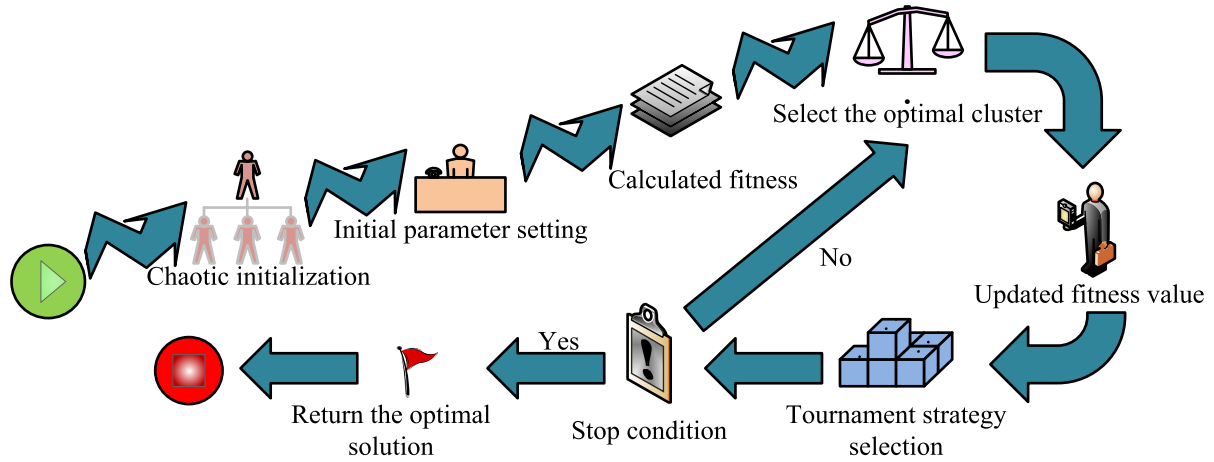 Select the optimal cluster
Calculated fitness
Initial parameter setting
Chaotic initialization
No
Updated fitness value
Yes
Return the optimal
solution
Stop condition
Tournament strategy
selection